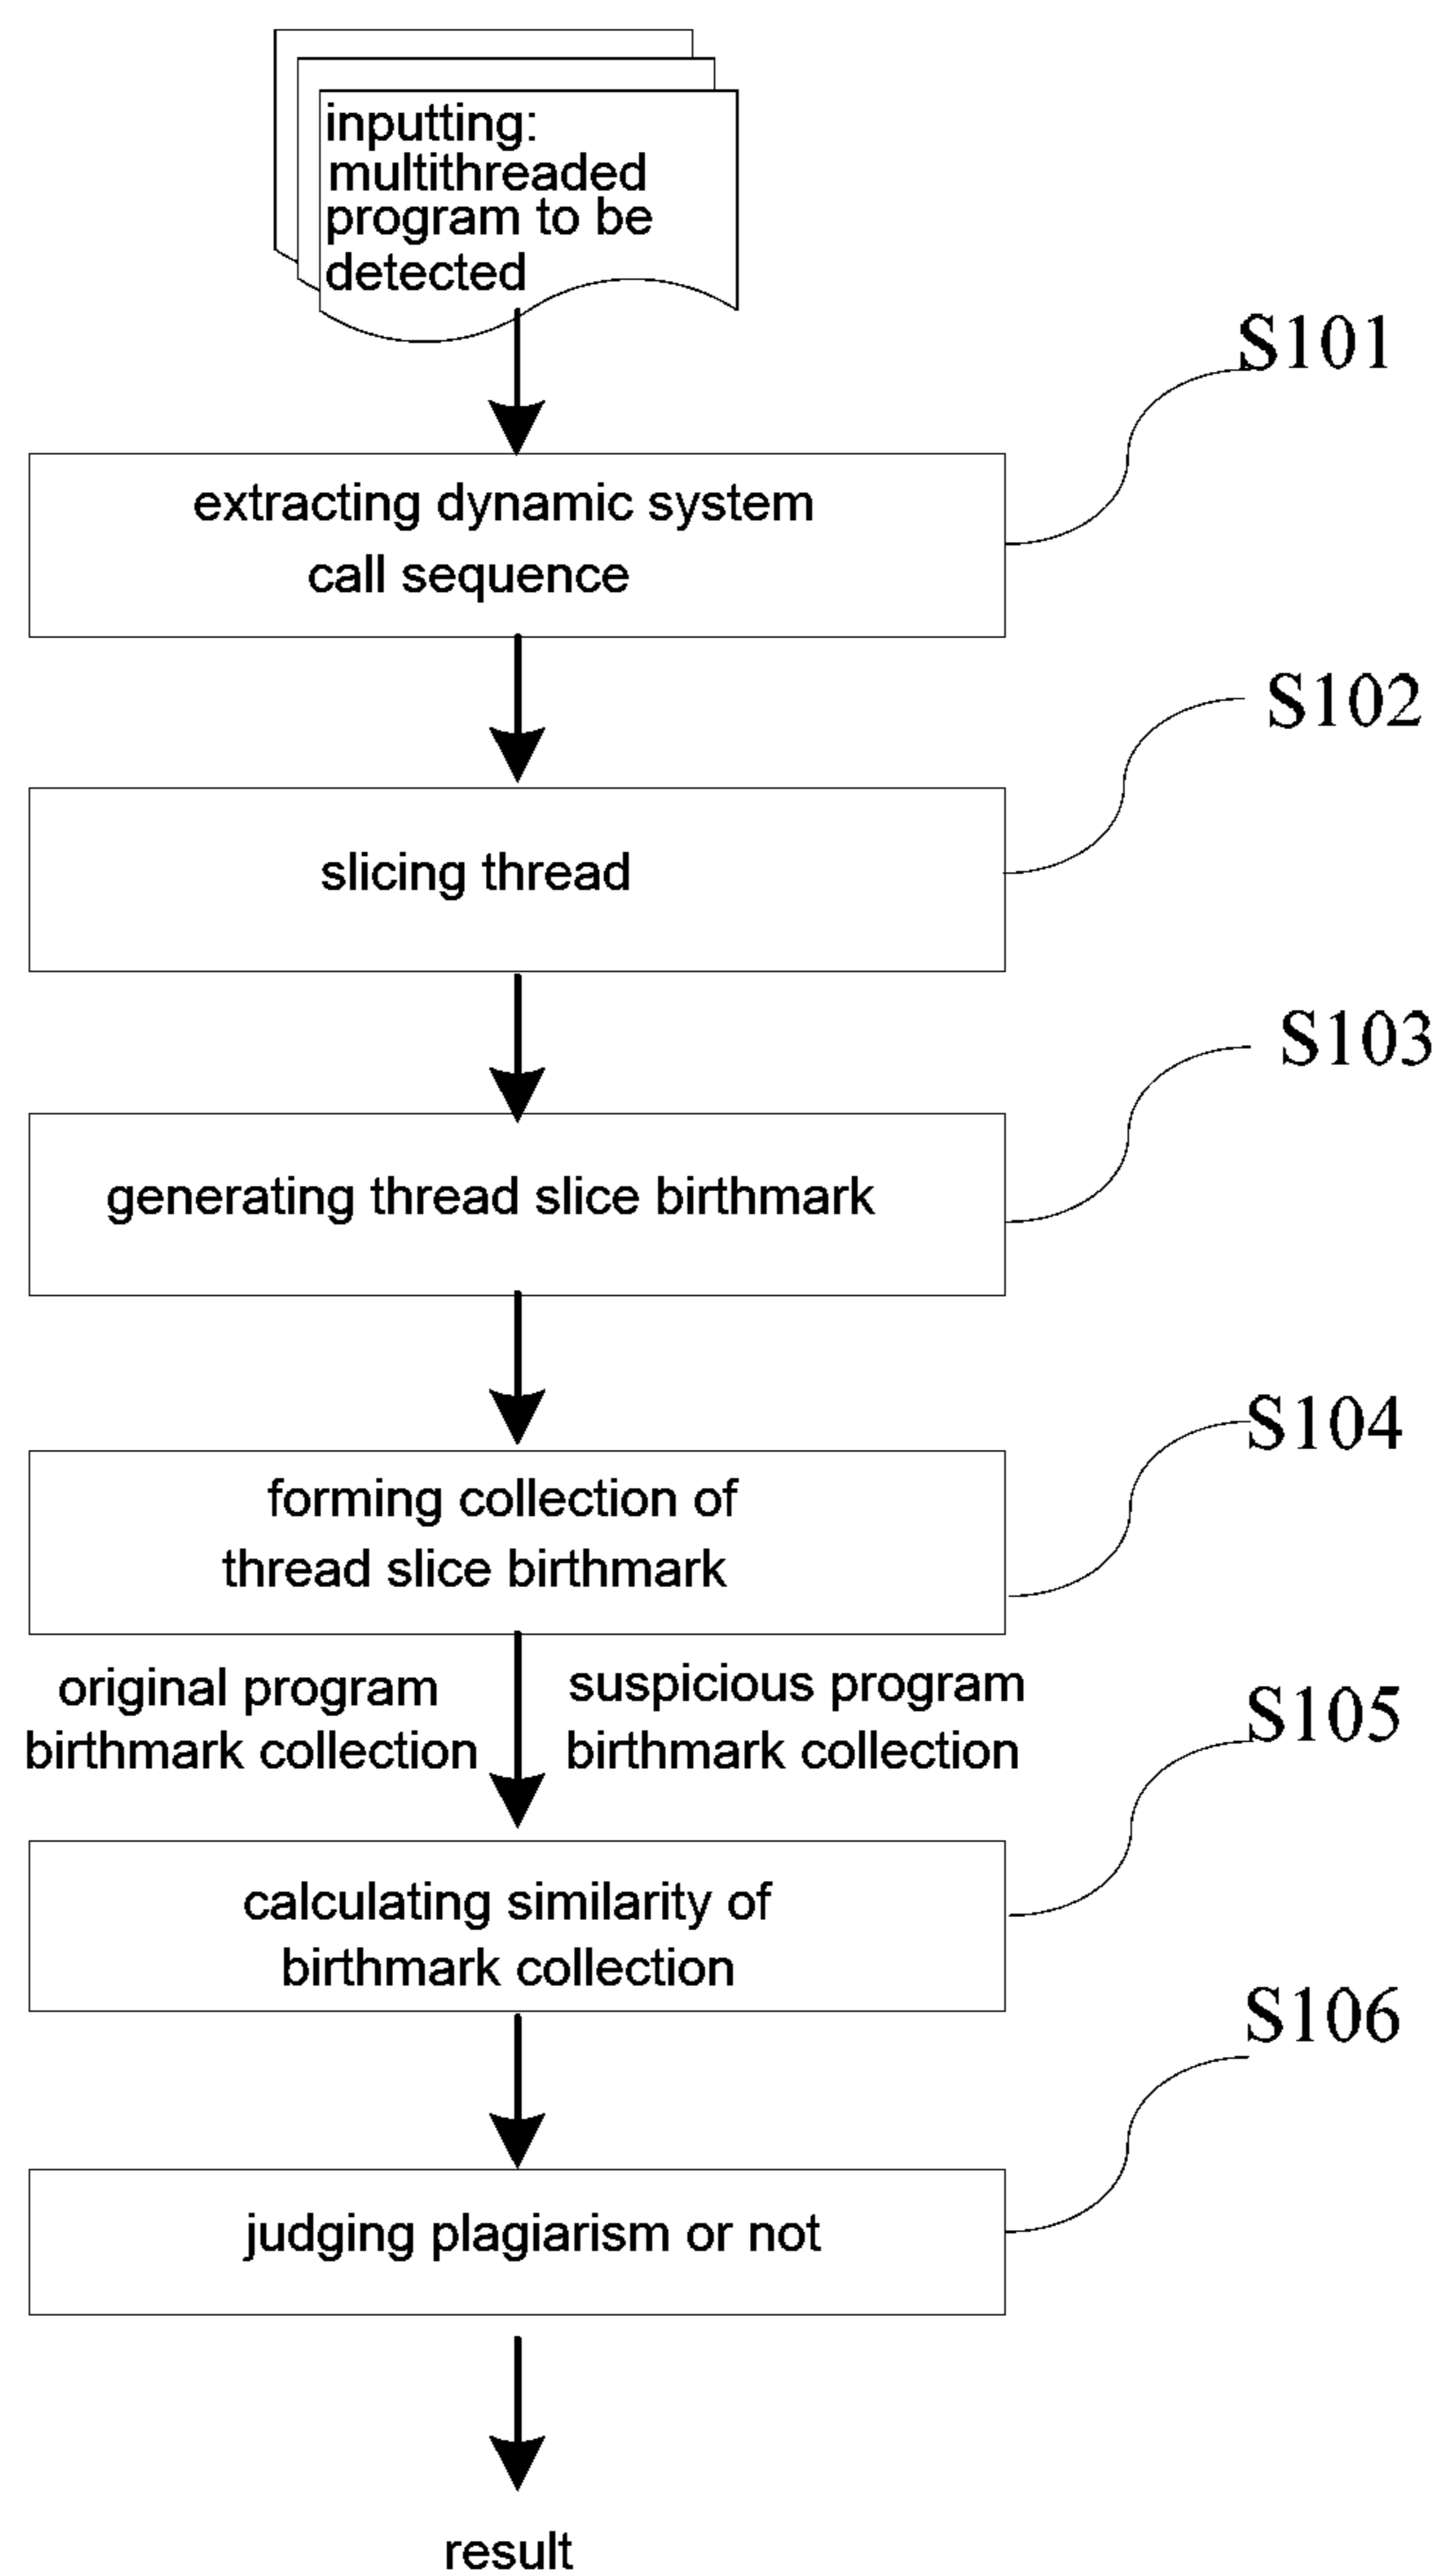 inputting:
multithreaded
program to be
detected
S101
extracting dynamic system
call sequence
S102
slicing thread
S103
generating thread slice birthmark
S104
forming collection of
thread slice birthmark
original program
birthmark collection
suspicious program
birthmark collection
S105
calculating similarity of
birthmark collection
S106
judging plagiarism or not
result